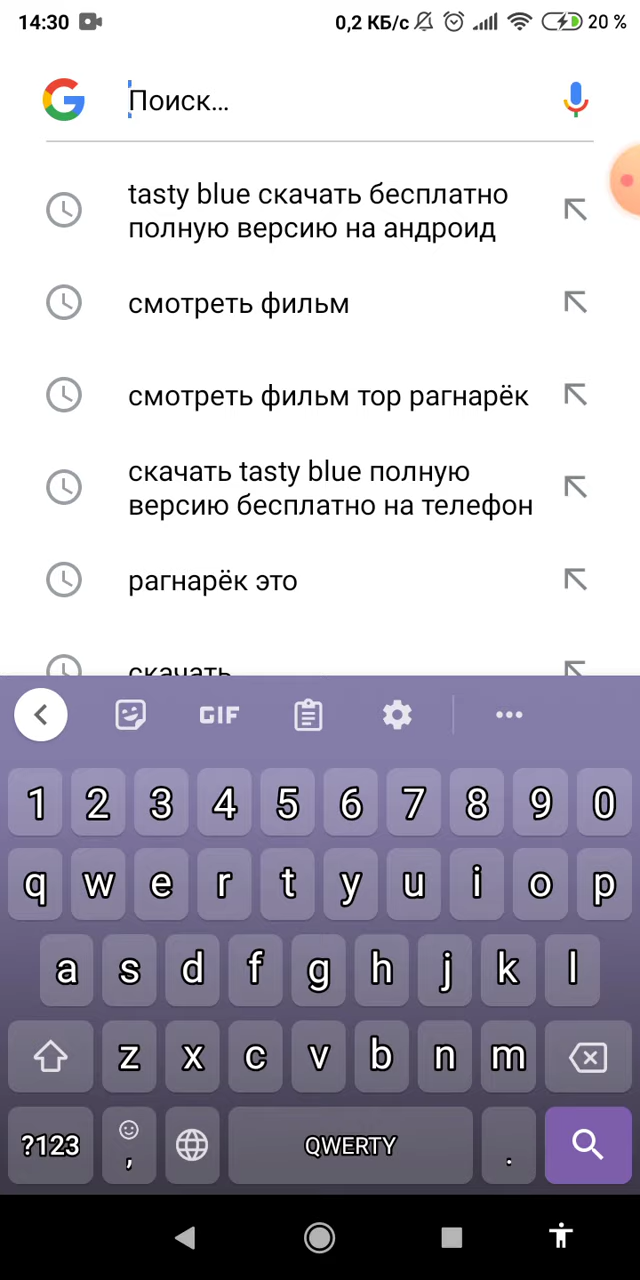 14:30 0,2 КБ/с 20 %
Поиск...
tasty blue скачать бесплатно
полную версию на андроид
смотреть фильм
смотреть фильм тор рагнарёк
скачать tasty blue полную
версию бесплатно на телефон
рагнарёк это
скачать
GIF
1 2 3 4 5 6 7 8 9 0
q w e r t y u i o p
a s d f g h j k l
z x c v b n m
?123 , QWERTY .